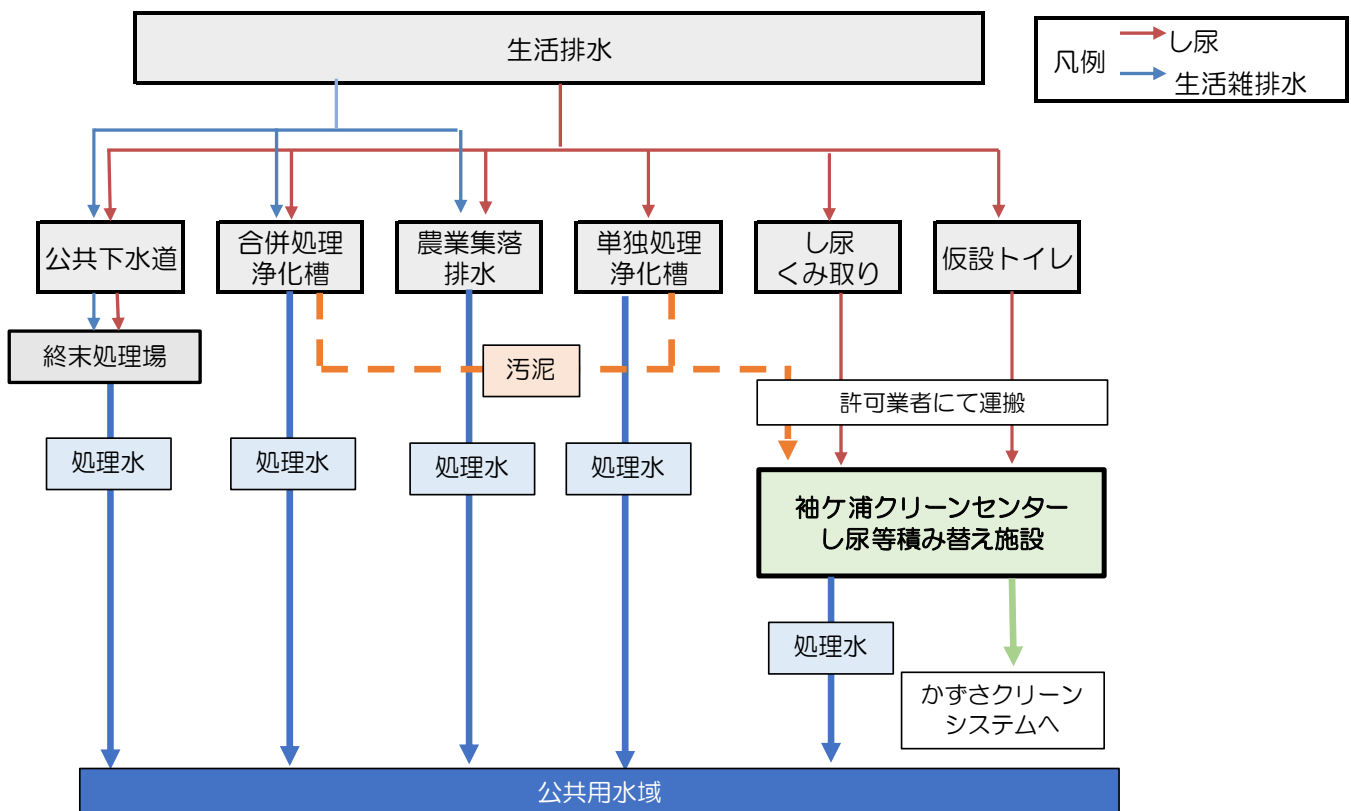 生活排水
凡例
し尿
生活雑排水
公共下水道
合併処理
浄化槽
農業集落
排水
単独処理
浄化槽
し尿
くみ取り
仮設トイレ
終末処理場
汚泥
許可業者にて運搬
処理水
処理水
処理水
処理水
袖ケ浦クリーンセンター
し尿等積み替え施設
処理水
かずさクリーン
システムへ
公共用水域